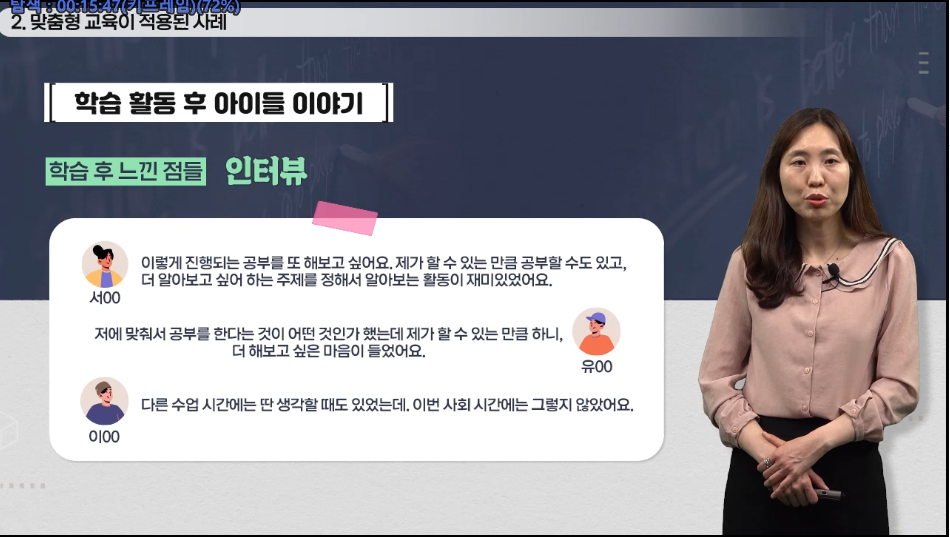 탐색 : 00:15:47(키프레임)(72%)
2. 맞춤형 교육이 적용된 사례
학습 활동 후 아이들 이야기
학습 후 느낀 점들 인터뷰
이렇게 진행되는 공부를 또 해보고 싶어요. 제가 할 수 있는 만큼 공부할 수도 있고,
더 알아보고 싶어 하는 주제를 정해서 알아보는 활동이 재미있었어요.
서00
저에 맞춰서 공부를 한다는 것이 어떤 것인가 했는데 제가 할 수 있는 만큼 하니,
더 해보고 싶은 마음이 들었어요.
유00
다른 수업 시간에는 딴 생각할 때도 있었는데, 이번 사회 시간에는 그렇지 않았어요.
이00